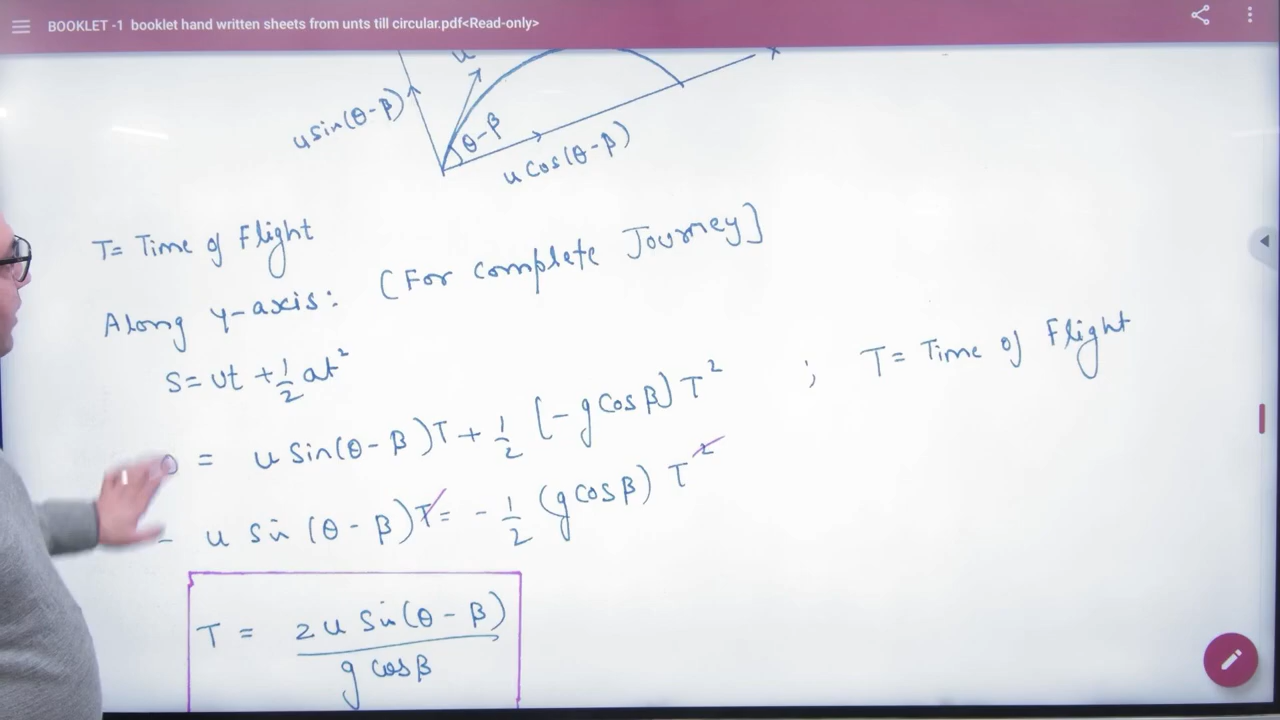 BOOKLET -1 booklet hand written sheets from unts till circular.pdf<Read-only>
u
x
u sin(θ-β)
θ-β
u cos(θ-β)
T= Time of Flight
Along y-axis: (For complete Journey]
S= ut + 1/2 at²
0 = u Sin(θ-β)T + 1/2 (-g cos β) T² ; T= Time of Flight
- u sin (θ-β)T = - 1/2 (g cos β) T²
T = 2u Sin(θ-β) / g cos β